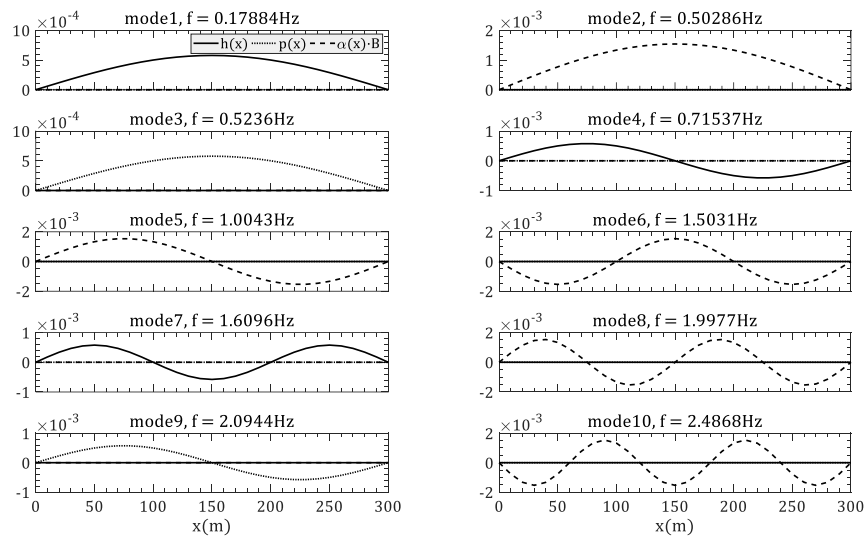 ×10⁻⁴ mode1, f = 0.17884Hz
10
5
0
h(x) p(x) α(x)·B
×10⁻³ mode2, f = 0.50286Hz
2
1
0
×10⁻⁴ mode3, f = 0.5236Hz
10
5
0
×10⁻³ mode4, f = 0.71537Hz
1
0
-1
×10⁻³ mode5, f = 1.0043Hz
2
0
-2
×10⁻³ mode6, f = 1.5031Hz
2
0
-2
×10⁻³ mode7, f = 1.6096Hz
1
0
-1
×10⁻³ mode8, f = 1.9977Hz
2
0
-2
×10⁻³ mode9, f = 2.0944Hz
1
0
-1
0 50 100 150 200 250 300
x(m)
×10⁻³ mode10, f = 2.4868Hz
2
0
-2
0 50 100 150 200 250 300
x(m)